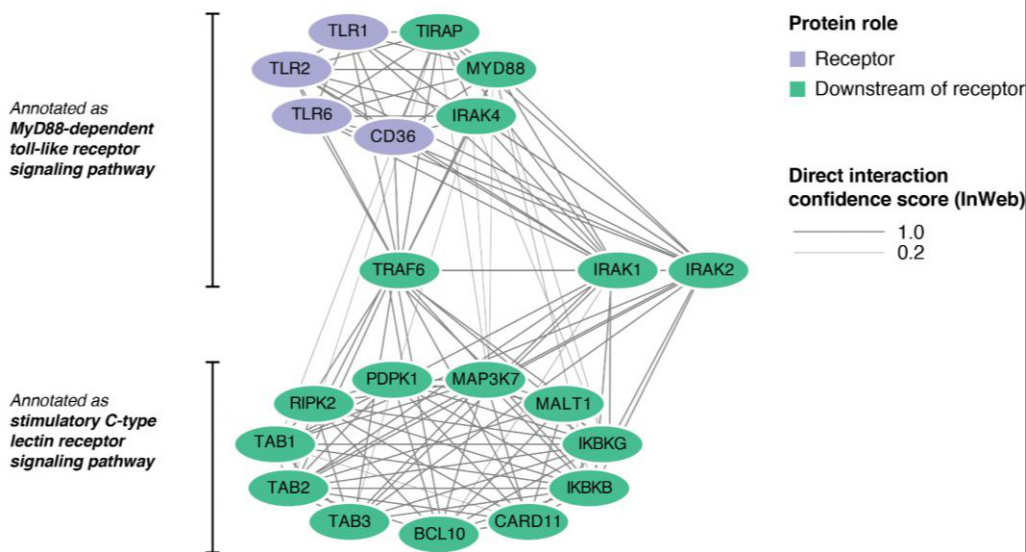 Annotated as
MyD88-dependent
toll-like receptor
signaling pathway
TLR1
TIRAP
TLR2
MYD88
TLR6
IRAK4
CD36
TRAF6
IRAK1
IRAK2
Annotated as
stimulatory C-type
lectin receptor
signaling pathway
PDPK1
MAP3K7
RIPK2
MALT1
TAB1
IKBKG
TAB2
IKBKB
TAB3
CARD11
BCL10
Protein role
Receptor
Downstream of receptor
Direct interaction
confidence score (InWeb)
1.0
0.2